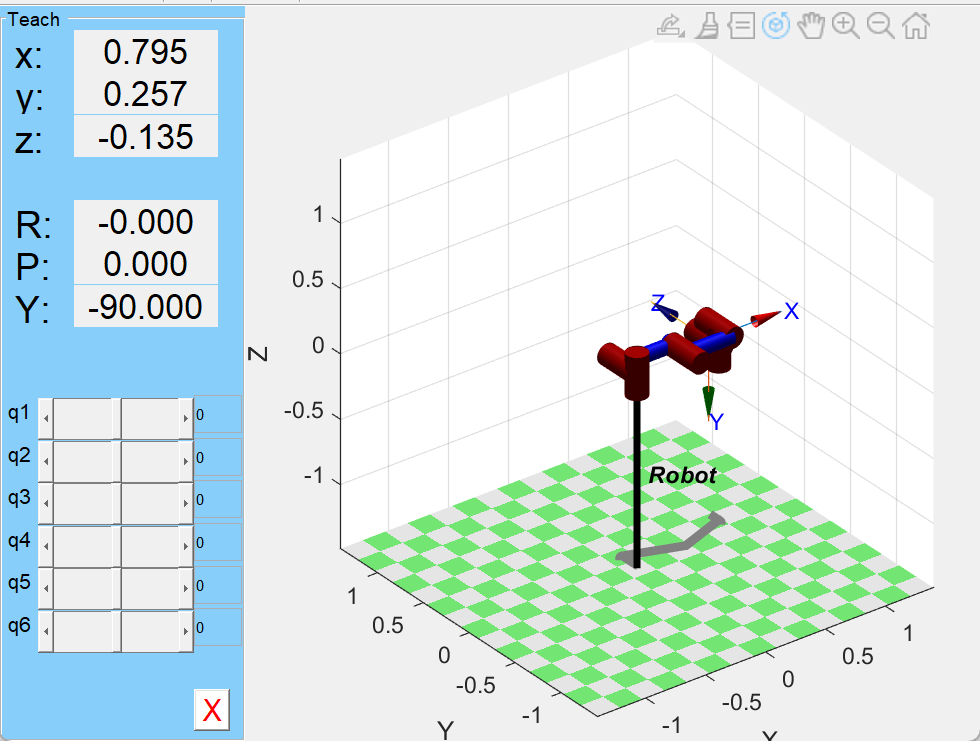 Teach
x: 0.795
y: 0.257
z: -0.135
R: -0.000
P: 0.000
Y: -90.000
q1 0
q2 0
q3 0
q4 0
q5 0
q6 0
X
Z
1
0.5
0
-0.5
-1
Z
X
Y
Robot
1
0.5
0
-0.5
-1
Y
1
0.5
0
-0.5
-1
X